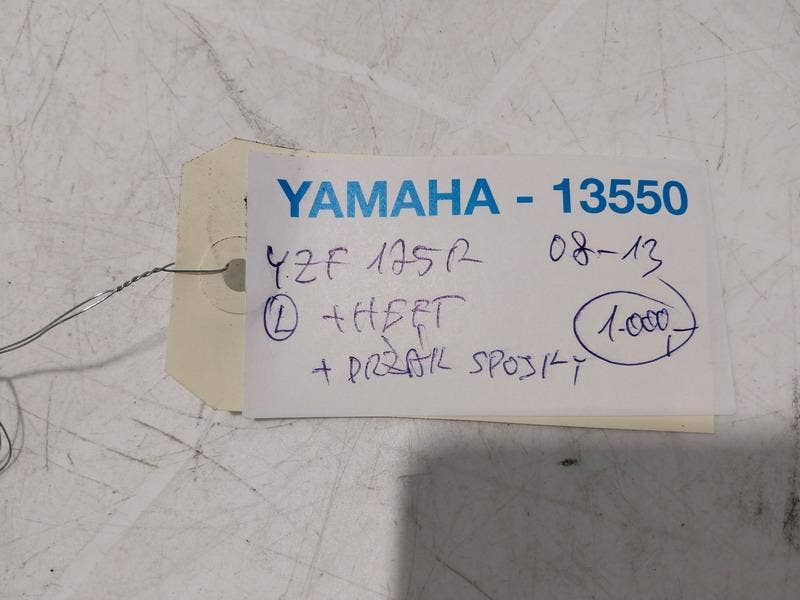 YAMAHA - 13550
YZF 125R 08-13
L + HEFT 1.000,-
+ DRŽÁK SPOJKY